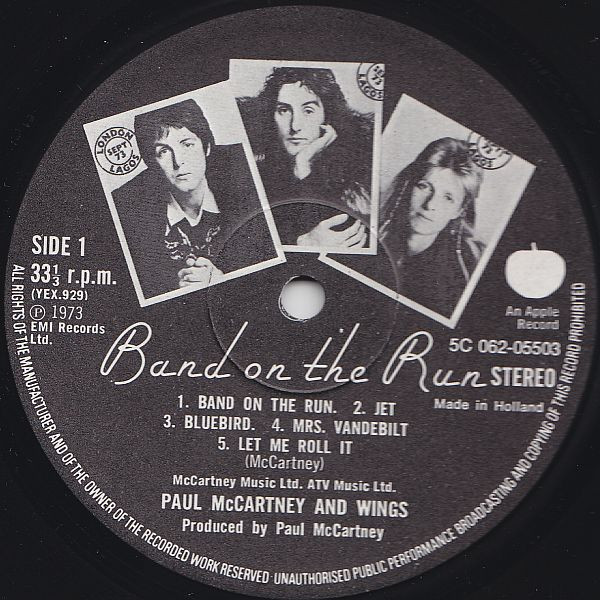 LONDON
SEPT
73
LAGOS
SIDE 1
33⅓ r.p.m.
(YEX.929)
Ⓟ 1973
EMI Records
Ltd.
An Apple
Record
5C 062-05503
STEREO
Made in Holland
Band on the Run
1. BAND ON THE RUN. 2. JET
3. BLUEBIRD. 4. MRS. VANDEBILT
5. LET ME ROLL IT
(McCartney)
McCartney Music Ltd. ATV Music Ltd.
PAUL McCARTNEY AND WINGS
Produced by Paul McCartney
ALL RIGHTS OF THE MANUFACTURER AND OF THE OWNER OF THE RECORDED WORK RESERVED · UNAUTHORISED PUBLIC PERFORMANCE BROADCASTING AND COPYING OF THIS RECORD PROHIBITED